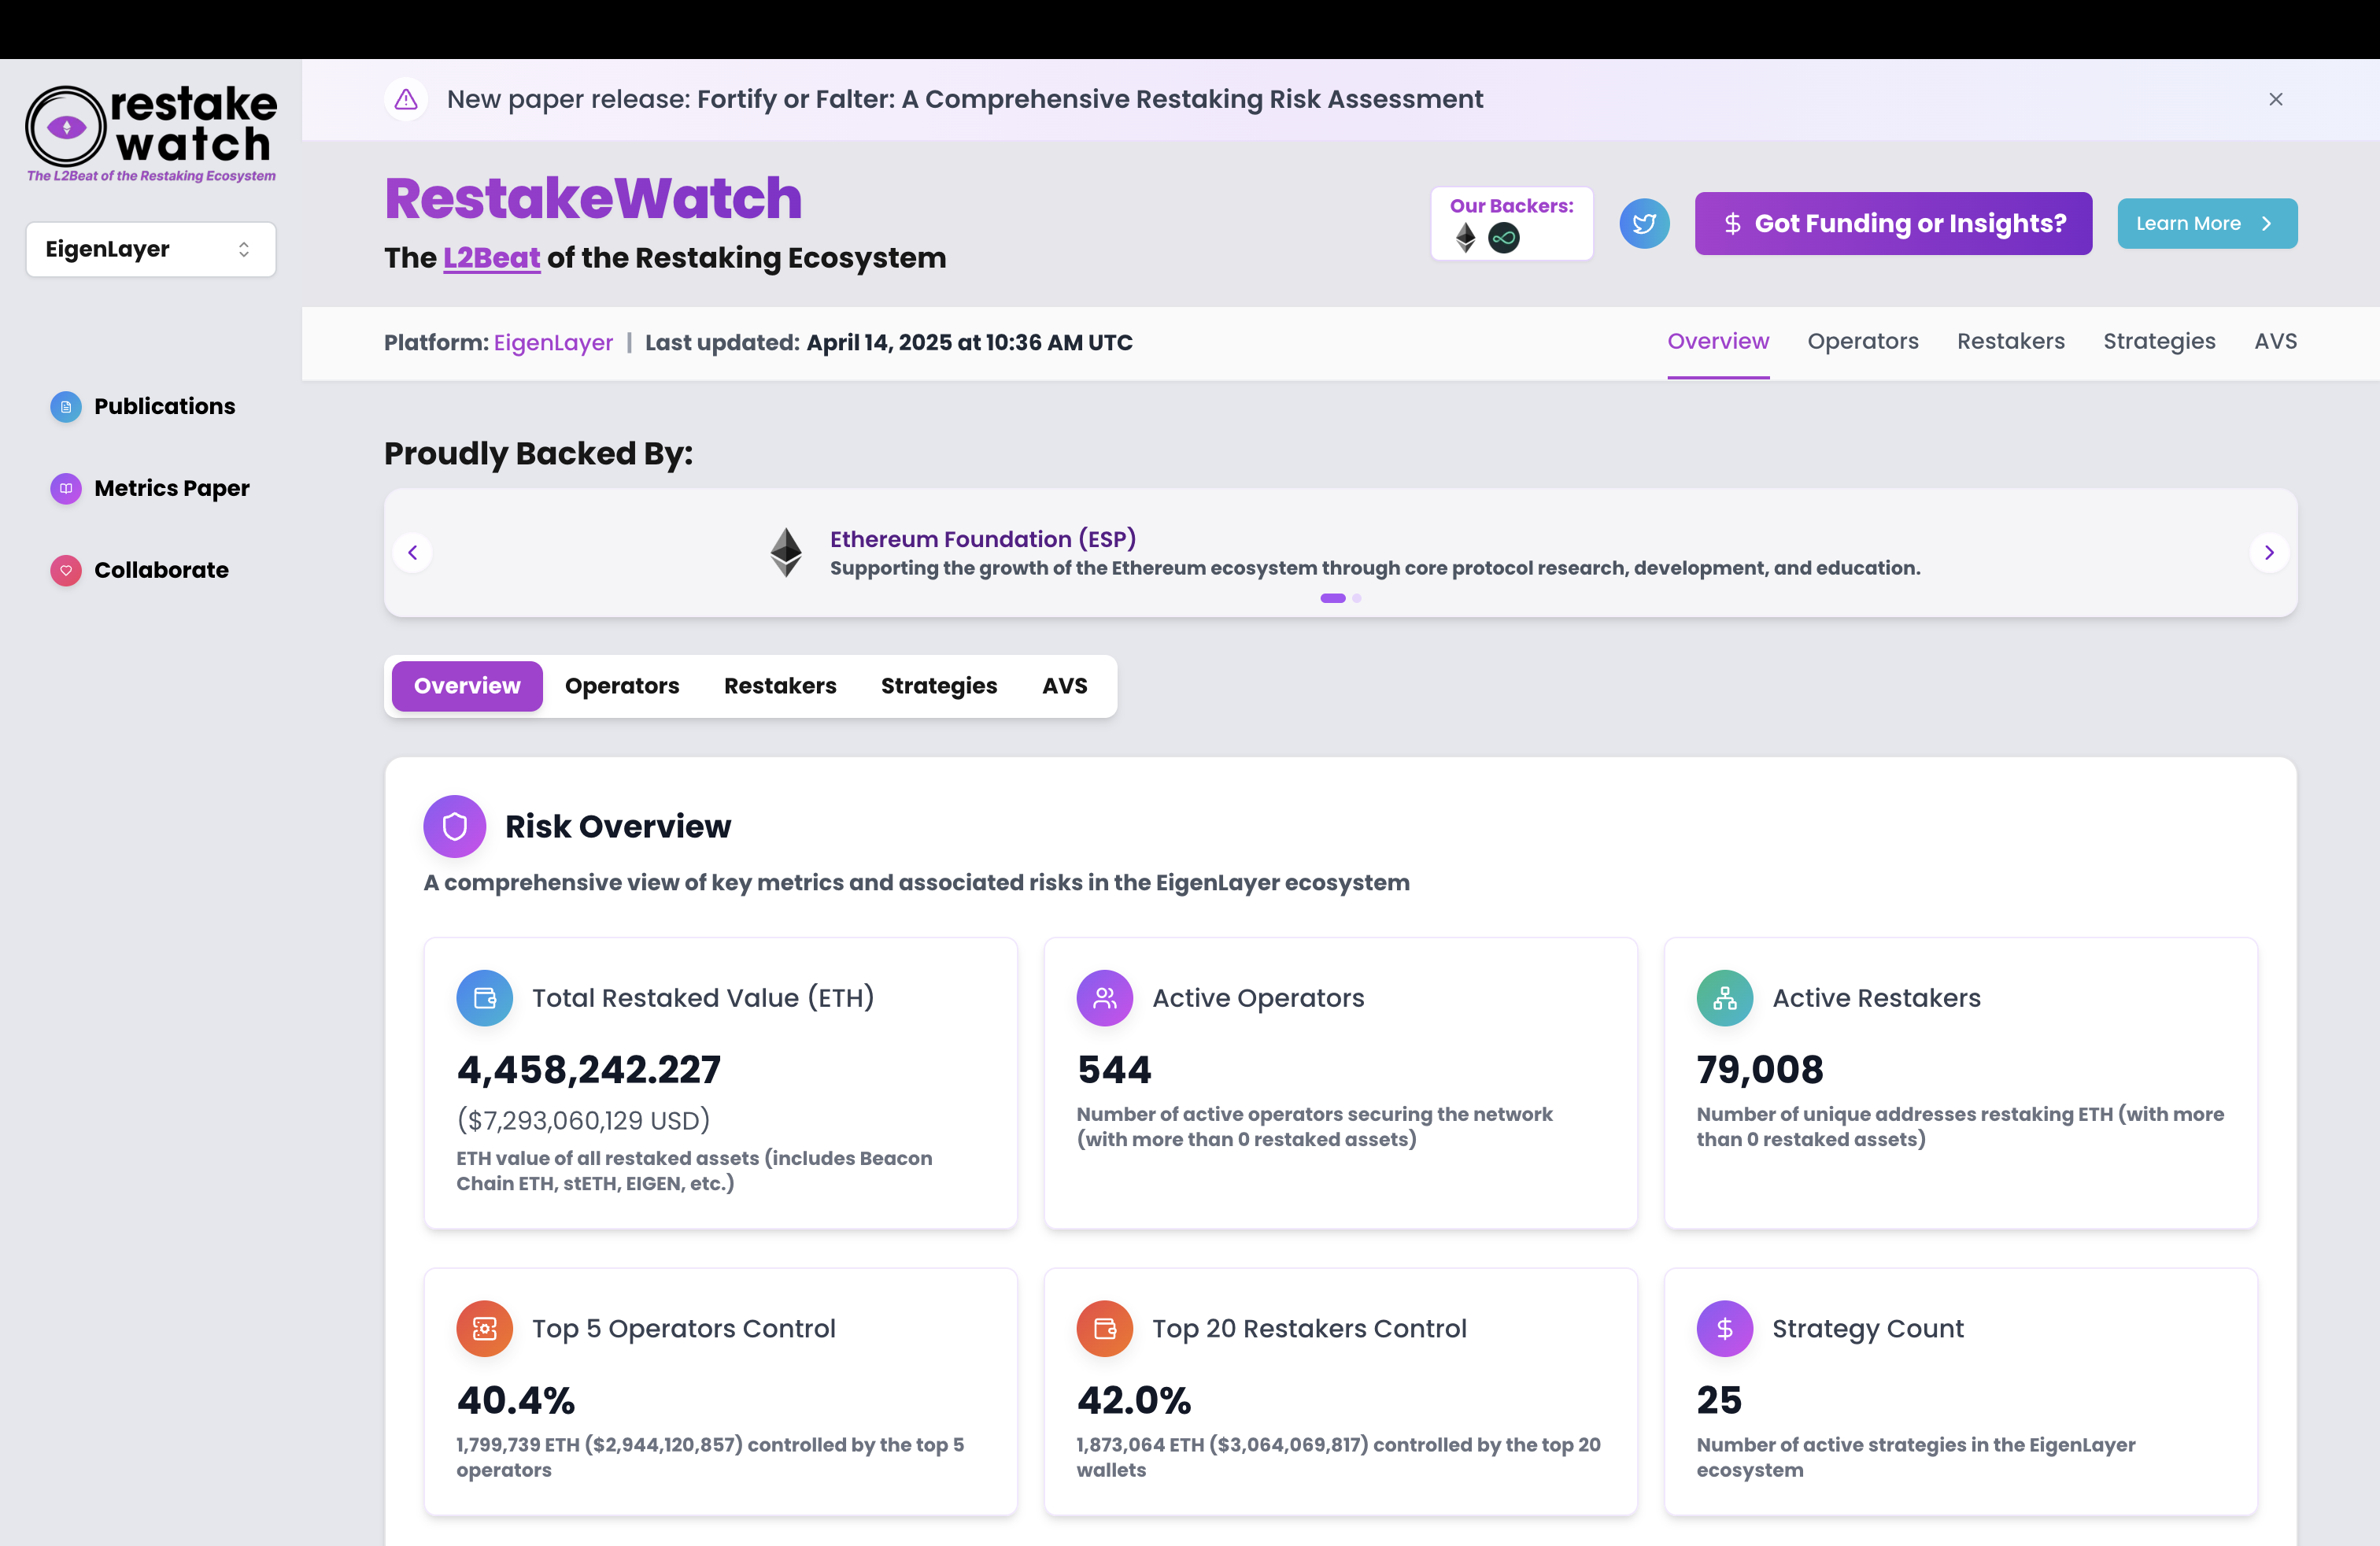 restake
watch
The L2Beat of the Restaking Ecosystem
EigenLayer
Publications
Metrics Paper
Collaborate
New paper release: Fortify or Falter: A Comprehensive Restaking Risk Assessment
RestakeWatch
The L2Beat of the Restaking Ecosystem
Our Backers:
$ Got Funding or Insights?
Learn More
Platform: EigenLayer | Last updated: April 14, 2025 at 10:36 AM UTC
Overview Operators Restakers Strategies AVS
Proudly Backed By:
Ethereum Foundation (ESP)
Supporting the growth of the Ethereum ecosystem through core protocol research, development, and education.
Overview Operators Restakers Strategies AVS
Risk Overview
A comprehensive view of key metrics and associated risks in the EigenLayer ecosystem
Total Restaked Value (ETH)
4,458,242.227
($7,293,060,129 USD)
ETH value of all restaked assets (includes Beacon
Chain ETH, stETH, EIGEN, etc.)
Active Operators
544
Number of active operators securing the network
(with more than 0 restaked assets)
Active Restakers
79,008
Number of unique addresses restaking ETH (with more
than 0 restaked assets)
Top 5 Operators Control
40.4%
1,799,739 ETH ($2,944,120,857) controlled by the top 5
operators
Top 20 Restakers Control
42.0%
1,873,064 ETH ($3,064,069,817) controlled by the top 20
wallets
$ Strategy Count
25
Number of active strategies in the EigenLayer
ecosystem